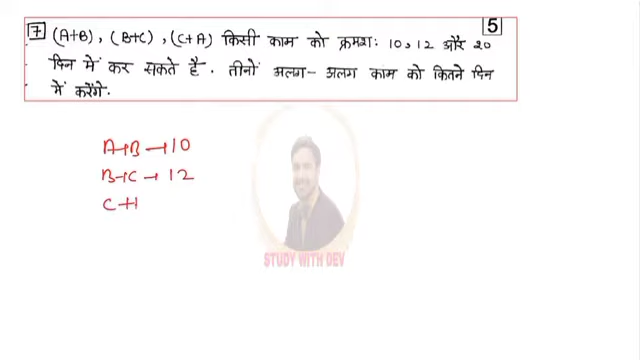 5
7 (A+B), (B+C), (C+A) किसी काम को क्रमश: 10, 12 और 20
दिन में कर सकते है. तीनों अलग-अलग काम को कितने दिन
में करेंगे.
A+B → 10
B+C → 12
C+
STUDY WITH DEV